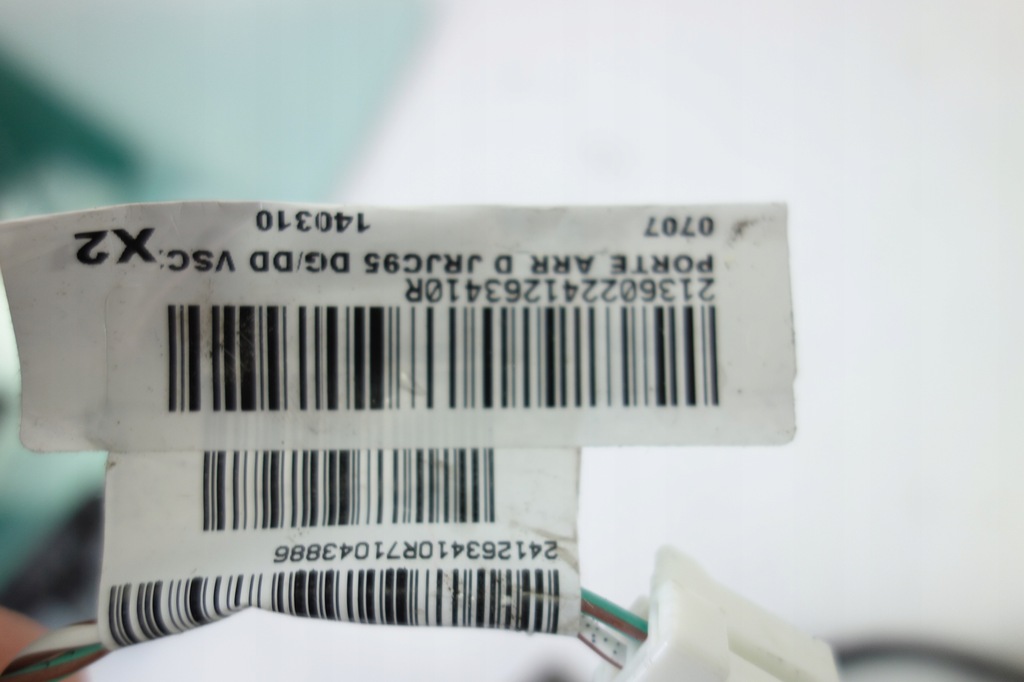 241263410R71043886
213602241263410R
PORTE ARR D JRJC95 DG/DD VSC: X2
0707 140310